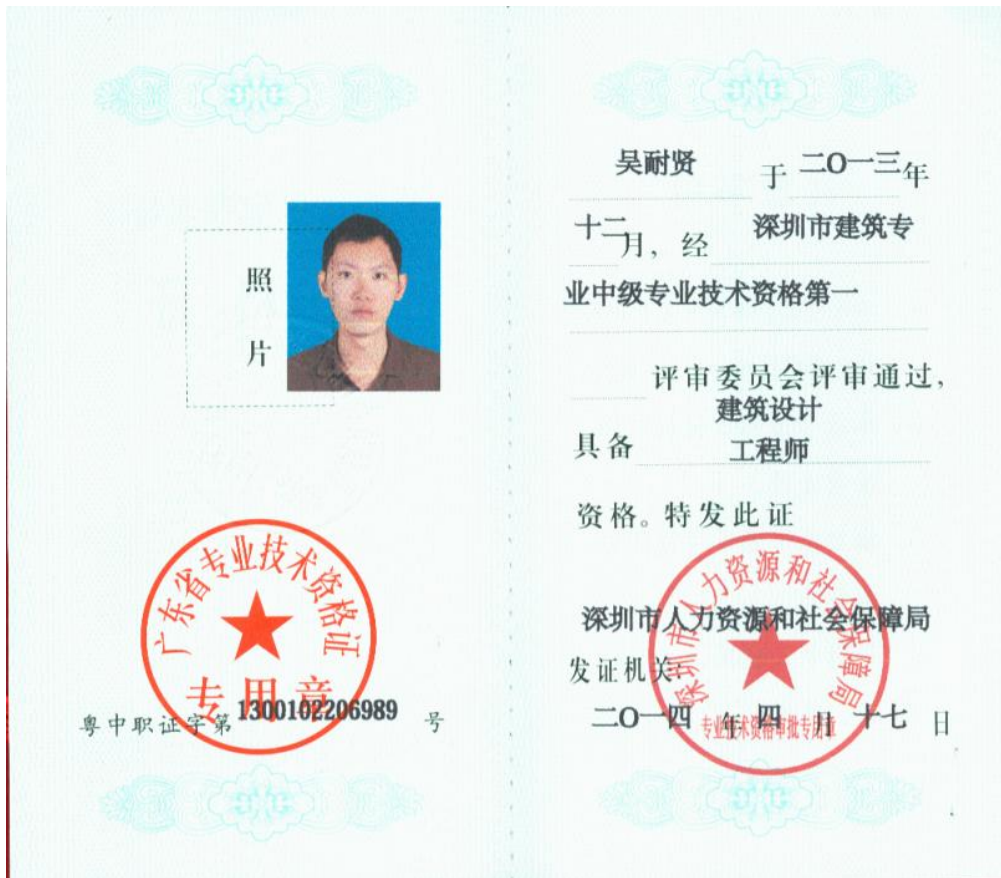 照
片
广东省专业技术资格证
专用章
粤中职证字第 1300102206989 号
吴耐贤 于 二O一三年
十二月，经 深圳市建筑专
业中级专业技术资格第一
评审委员会评审通过，
建筑设计
具备 工程师
资格。特发此证
深圳市人力资源和社会保障局
深圳市人力资源和社会保障局
发证机关：
二O一四 年 四 月 十七 日
专业技术资格审批专用章